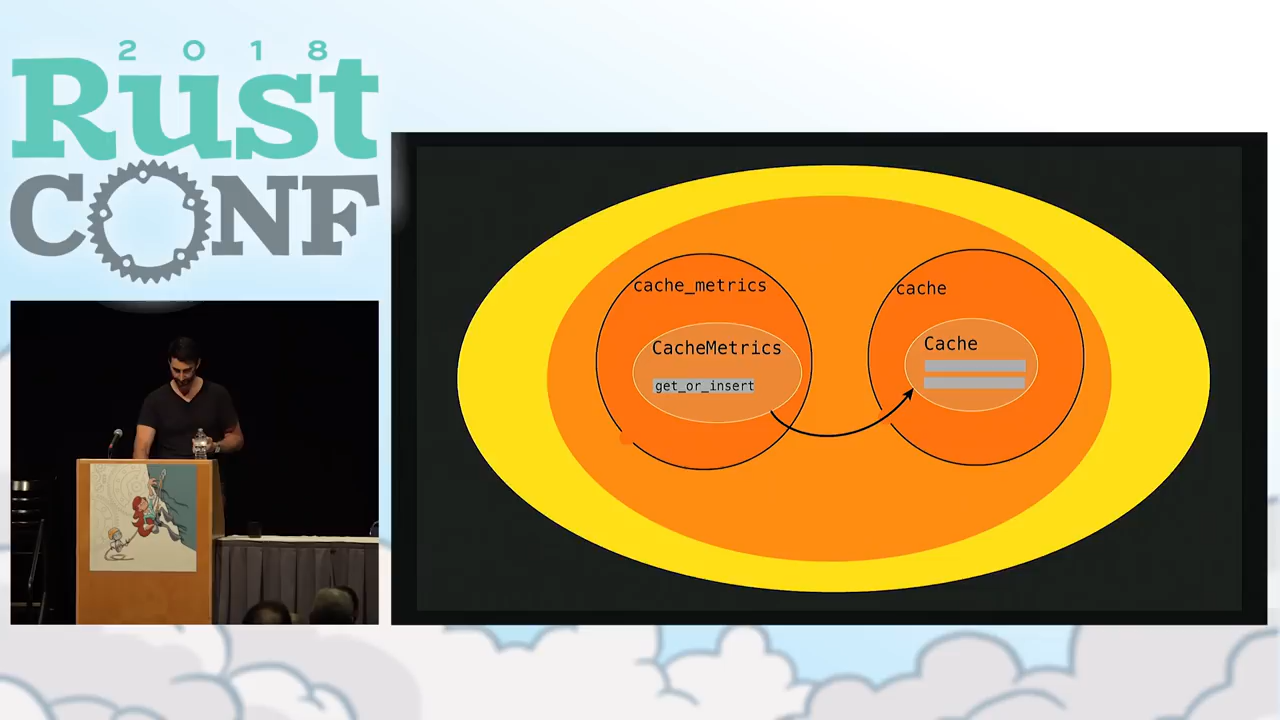 2018
Rust
CONF
cache_metrics
CacheMetrics
get_or_insert
cache
Cache